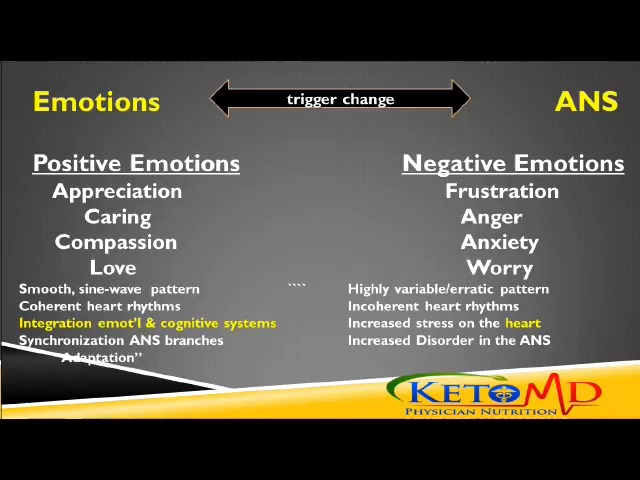 Emotions trigger change ANS
Positive Emotions
Appreciation
Caring
Compassion
Love
Smooth, sine-wave pattern ````
Coherent heart rhythms
Integration emot'l & cognitive systems
Synchronization ANS branches
Adaptation”
Negative Emotions
Frustration
Anger
Anxiety
Worry
Highly variable/erratic pattern
Incoherent heart rhythms
Increased stress on the heart
Increased Disorder in the ANS
KETO MD
PHYSICIAN NUTRITION